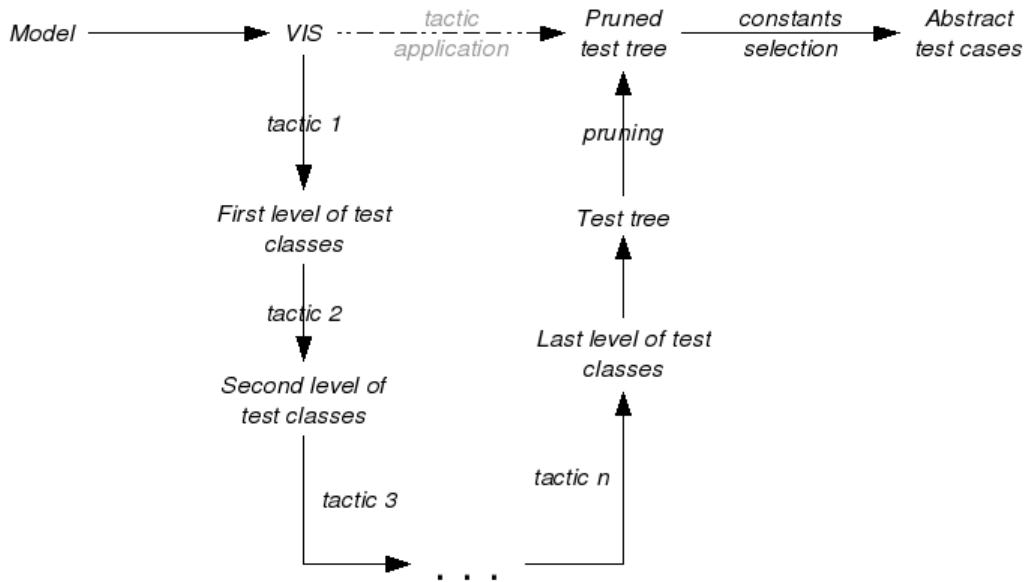 Model
VIS
tactic
application
Pruned
test tree
constants
selection
Abstract
test cases
tactic 1
pruning
First level of test
classes
Test tree
tactic 2
Last level of test
classes
Second level of
test classes
tactic 3
tactic n
. . .